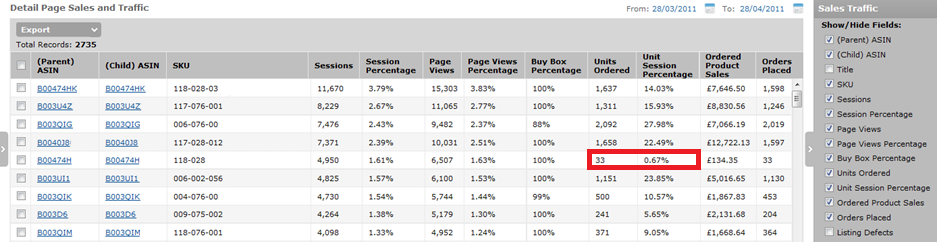 Detail Page Sales and Traffic
From: 28/03/2011 To: 28/04/2011
Export
Total Records: 2735
(Parent) ASIN (Child) ASIN SKU Sessions Session Percentage Page Views Page Views Percentage Buy Box Percentage Units Ordered Unit Session Percentage Ordered Product Sales Orders Placed
B00474HK B00474HK 118-028-03 11,670 3.79% 15,303 3.83% 100% 1,637 14.03% £7,646.50 1,598
B003U4Z B003U4Z 117-076-001 8,229 2.67% 11,065 2.77% 100% 1,311 15.93% £8,830.56 1,246
B003QIG B003QIG 006-076-00 7,476 2.43% 9,482 2.37% 88% 2,092 27.98% £7,066.19 2,019
B0040J8 B0040J8 117-028-012 7,371 2.39% 10,031 2.51% 100% 1,658 22.49% £12,722.13 1,597
B00474H B00474H 118-028 4,950 1.61% 6,507 1.63% 100% 33 0.67% £134.35 33
B003UI1 B003UI1 006-002-056 4,825 1.57% 6,100 1.53% 100% 1,151 23.85% £5,016.65 1,130
B003QIK B003QIK 004-076-00 4,730 1.54% 5,744 1.44% 99% 500 10.57% £1,867.83 453
B003D6 B003D6 009-075-002 4,264 1.38% 5,179 1.30% 100% 241 5.65% £2,131.68 204
B003QIM B003QIM 018-076-001 4,098 1.33% 4,952 1.24% 100% 371 9.05% £1,668.64 364
Sales Traffic
Show/Hide Fields:
(Parent) ASIN
(Child) ASIN
Title
SKU
Sessions
Session Percentage
Page Views
Page Views Percentage
Buy Box Percentage
Units Ordered
Unit Session Percentage
Ordered Product Sales
Orders Placed
Listing Defects